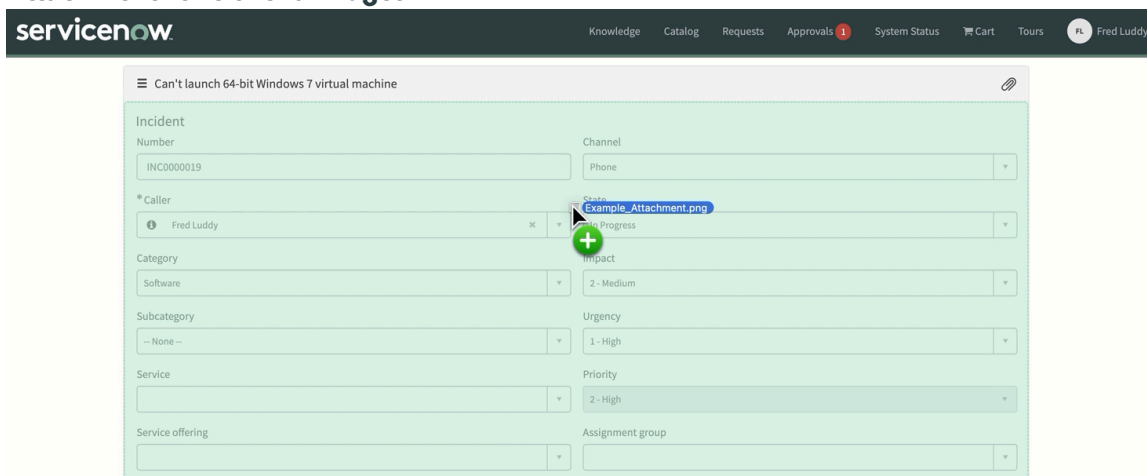 servicenow
Knowledge Catalog Requests Approvals 1 System Status Cart Tours FL Fred Luddy
Can't launch 64-bit Windows 7 virtual machine
Incident
Number
INC0000019
Channel
Phone
* Caller
Fred Luddy
State
Example_Attachment.png
In Progress
Category
Software
Impact
2 - Medium
Subcategory
-- None --
Urgency
1 - High
Service
Priority
2 - High
Service offering
Assignment group